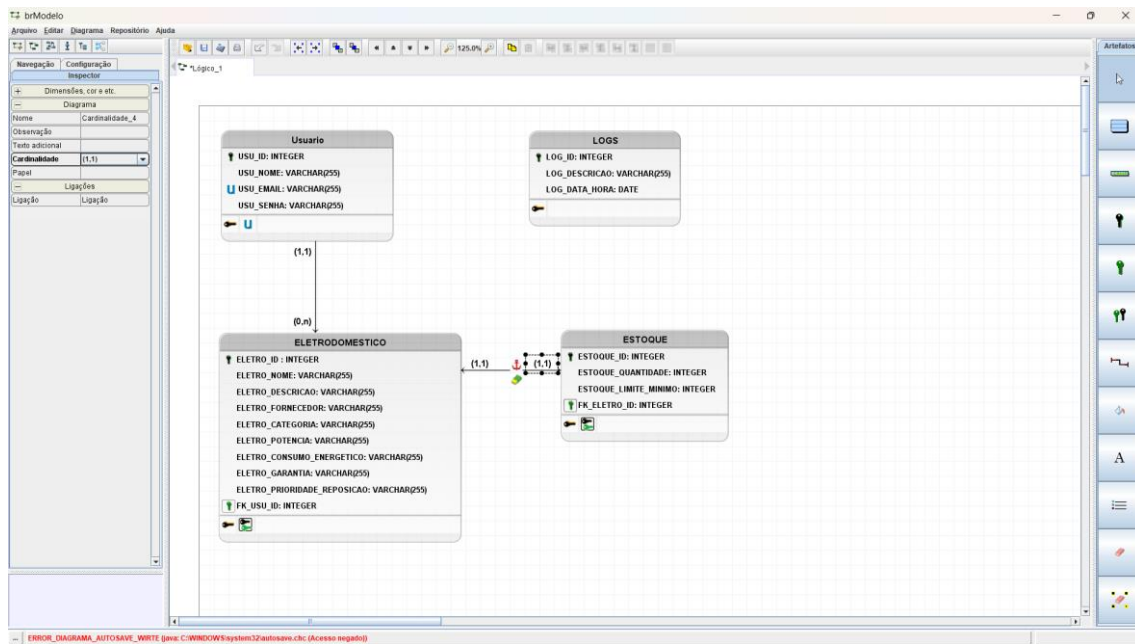 brModelo
Arquivo Editar Diagrama Repositório Ajuda
125.0%
Artefatos
Navegação Configuração
Inspector
Dimensões, cor e etc.
Diagrama
Nome Cardinalidade_4
Observação
Texto adicional
Cardinalidade (1,1)
Papel
Ligações
Ligação Ligação
*Lógico_1
Usuario
USU_ID: INTEGER
USU_NOME: VARCHAR(255)
U USU_EMAIL: VARCHAR(255)
USU_SENHA: VARCHAR(255)
U
LOGS
LOG_ID: INTEGER
LOG_DESCRICAO: VARCHAR(255)
LOG_DATA_HORA: DATE
(1,1)
(0,n)
ELETRODOMESTICO
ELETRO_ID : INTEGER
ELETRO_NOME: VARCHAR(255)
ELETRO_DESCRICAO: VARCHAR(255)
ELETRO_FORNECEDOR: VARCHAR(255)
ELETRO_CATEGORIA: VARCHAR(255)
ELETRO_POTENCIA: VARCHAR(255)
ELETRO_CONSUMO_ENERGETICO: VARCHAR(255)
ELETRO_GARANTIA: VARCHAR(255)
ELETRO_PRIORIDADE_REPOSICAO: VARCHAR(255)
FK_USU_ID: INTEGER
(1,1)
(1,1)
ESTOQUE
ESTOQUE_ID: INTEGER
ESTOQUE_QUANTIDADE: INTEGER
ESTOQUE_LIMITE_MINIMO: INTEGER
FK_ELETRO_ID: INTEGER
A
ERROR_DIAGRAMA_AUTOSAVE_WIRTE (java: C:\WINDOWS\system32\autosave.chc (Acesso negado))